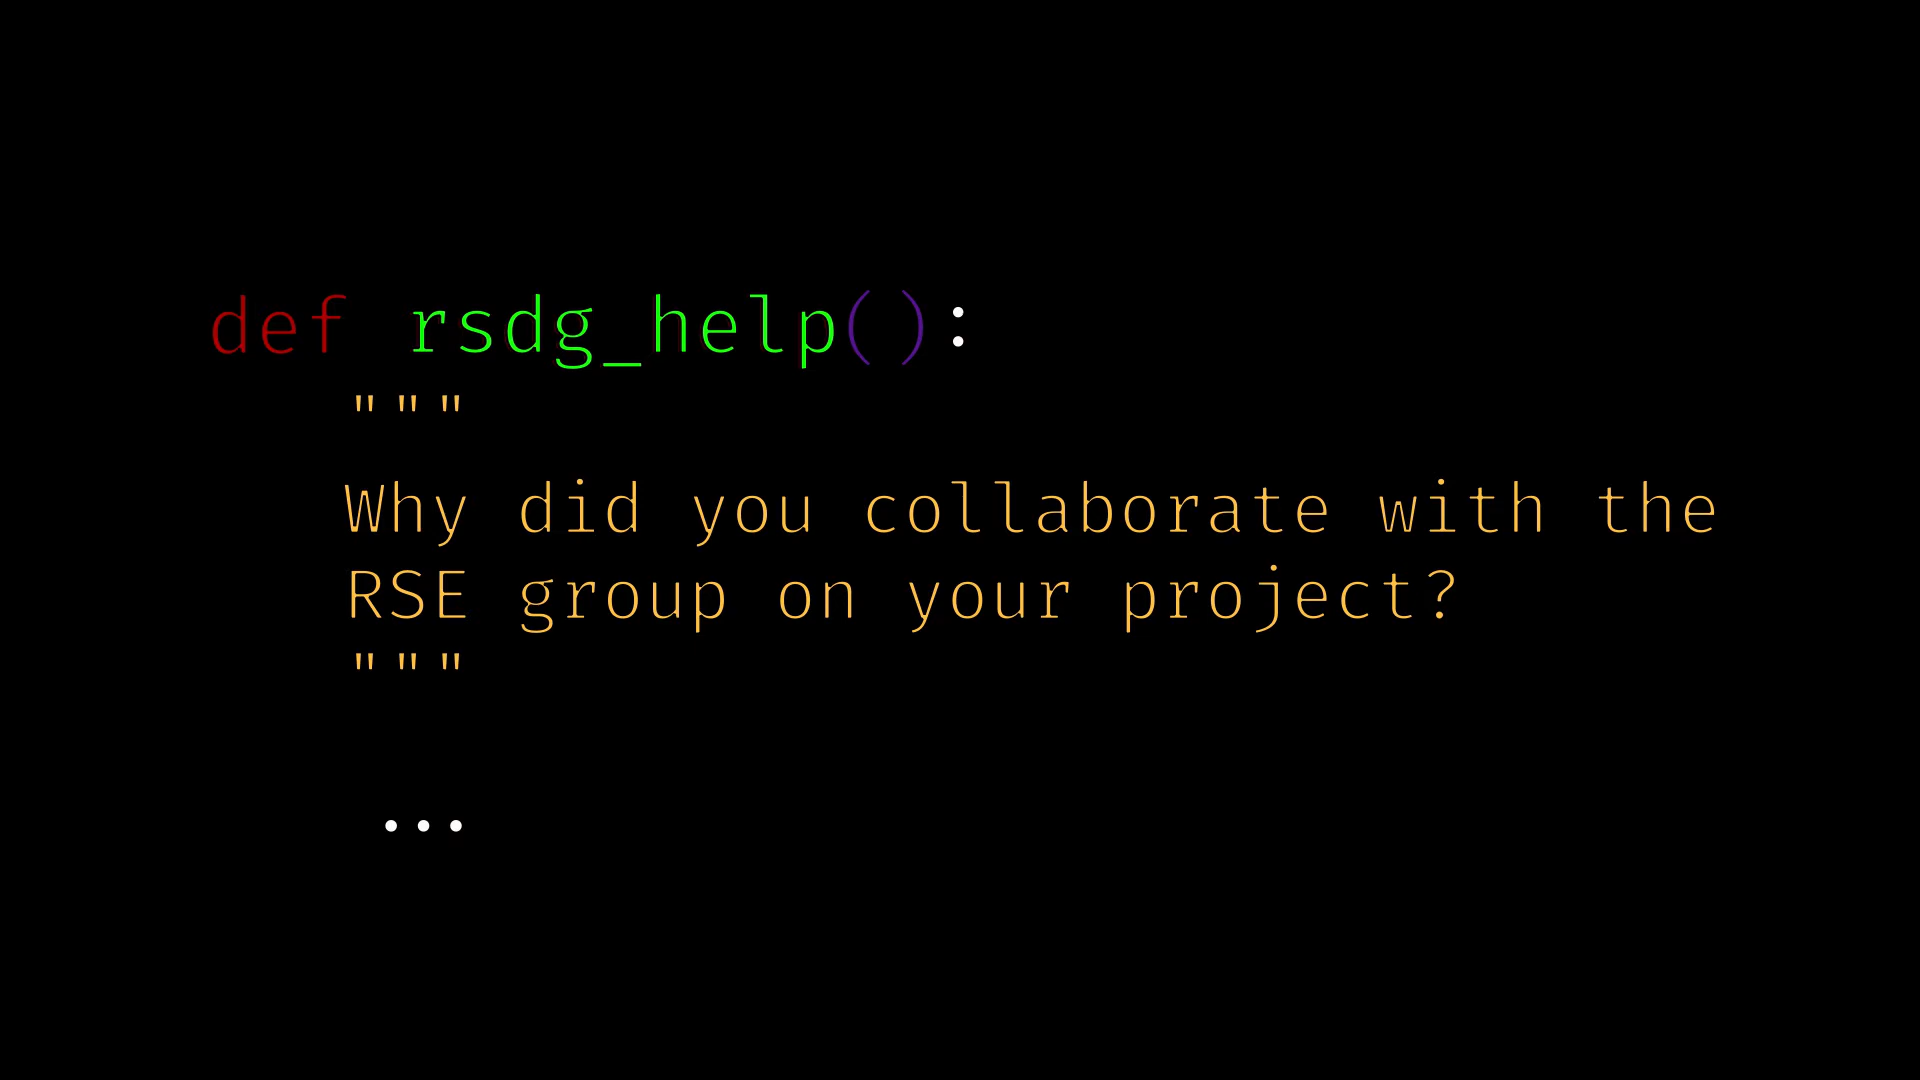 def rsdg_help():
"""
Why did you collaborate with the
RSE group on your project?
"""
...